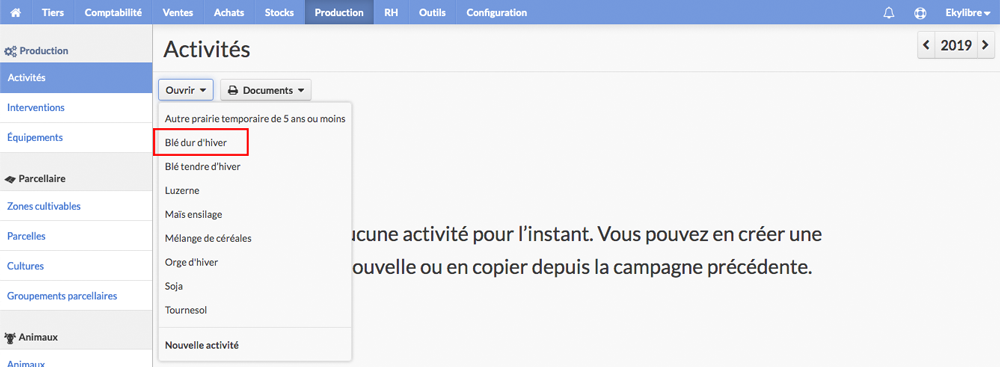 Tiers Comptabilité Ventes Achats Stocks Production RH Outils Configuration Ekylibre
Production
Activités
Interventions
Équipements
Parcellaire
Zones cultivables
Parcelles
Cultures
Groupements parcellaires
Animaux
Animaux
Activités
2019
Ouvrir Documents
Autre prairie temporaire de 5 ans ou moins
Blé dur d'hiver
Blé tendre d'hiver
Luzerne
Maïs ensilage
Mélange de céréales
Orge d'hiver
Soja
Tournesol
Nouvelle activité
ucune activité pour l'instant. Vous pouvez en créer une
ouvelle ou en copier depuis la campagne précédente.